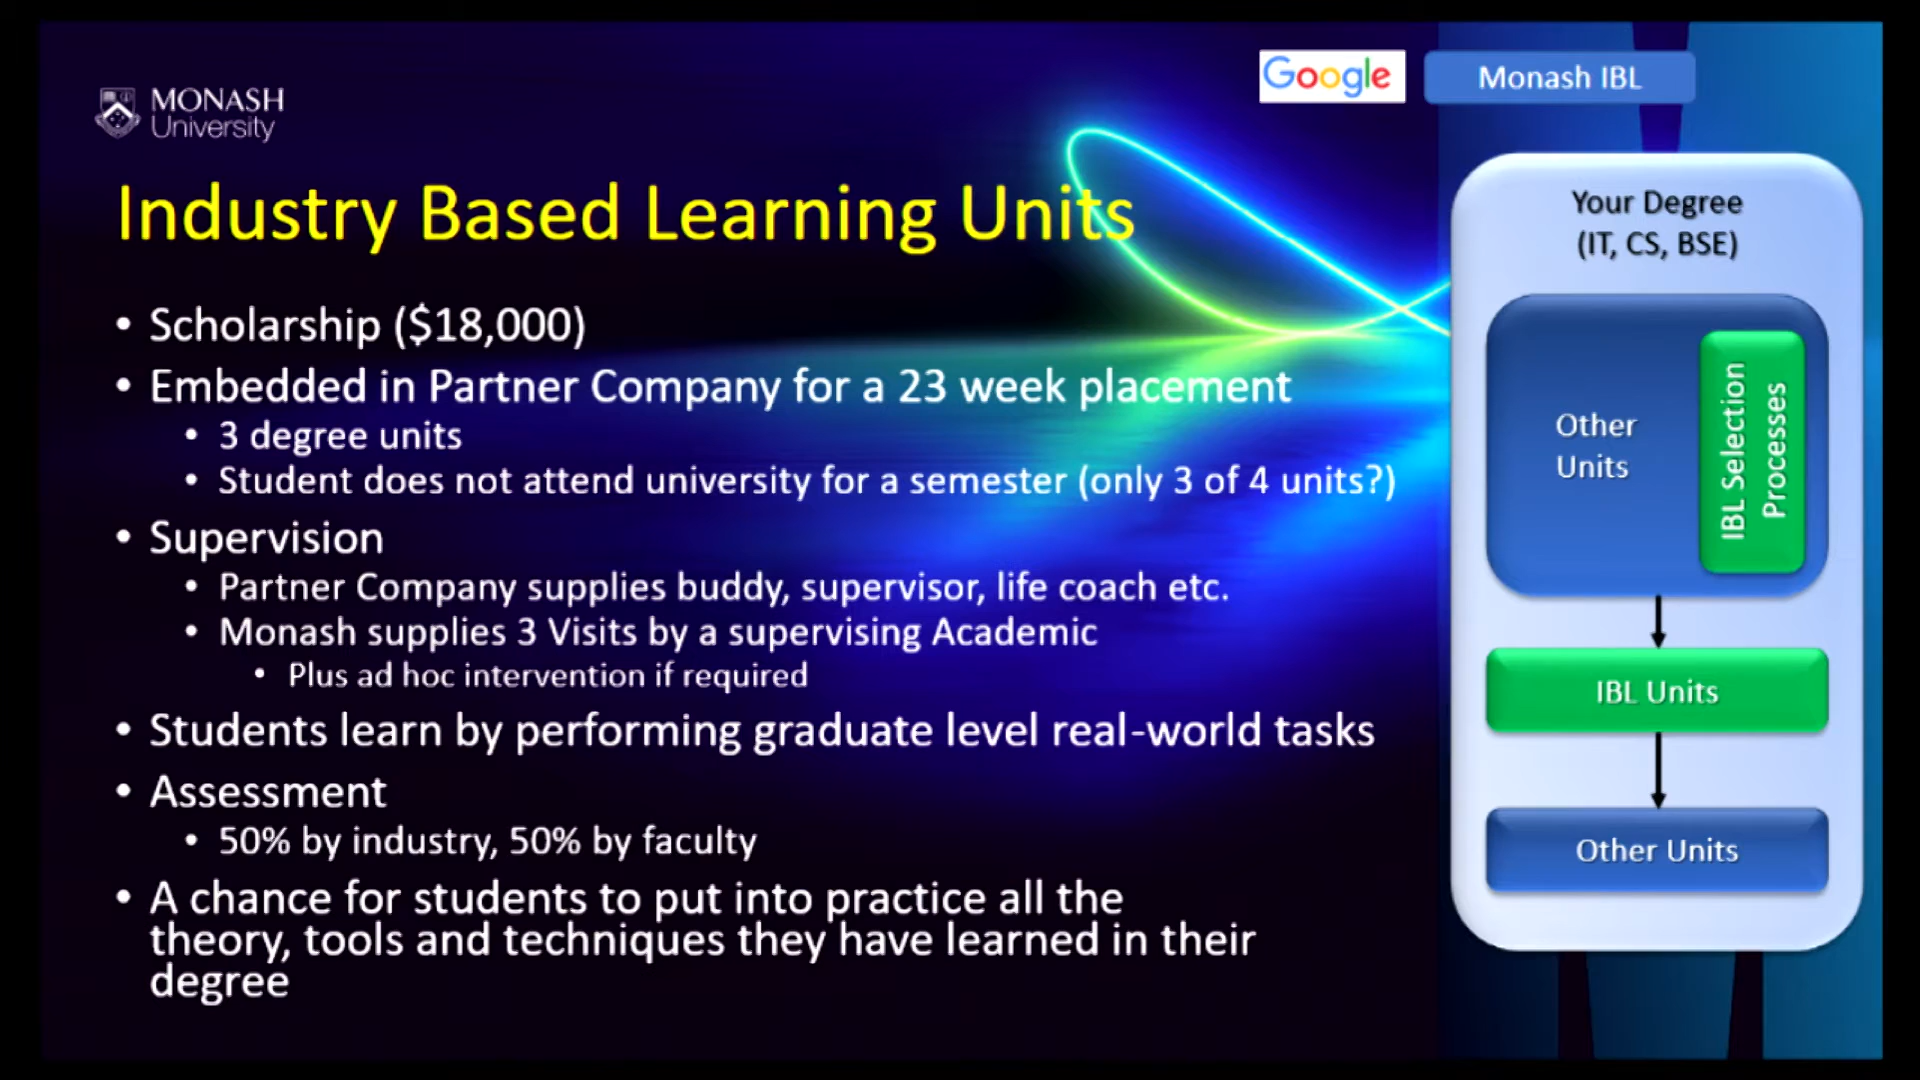 MONASH
University
Google
Monash IBL
Industry Based Learning Units
• Scholarship ($18,000)
• Embedded in Partner Company for a 23 week placement
• 3 degree units
• Student does not attend university for a semester (only 3 of 4 units?)
• Supervision
• Partner Company supplies buddy, supervisor, life coach etc.
• Monash supplies 3 Visits by a supervising Academic
• Plus ad hoc intervention if required
• Students learn by performing graduate level real-world tasks
• Assessment
• 50% by industry, 50% by faculty
• A chance for students to put into practice all the
theory, tools and techniques they have learned in their
degree
Your Degree
(IT, CS, BSE)
Other
Units
IBL Selection
Processes
IBL Units
Other Units